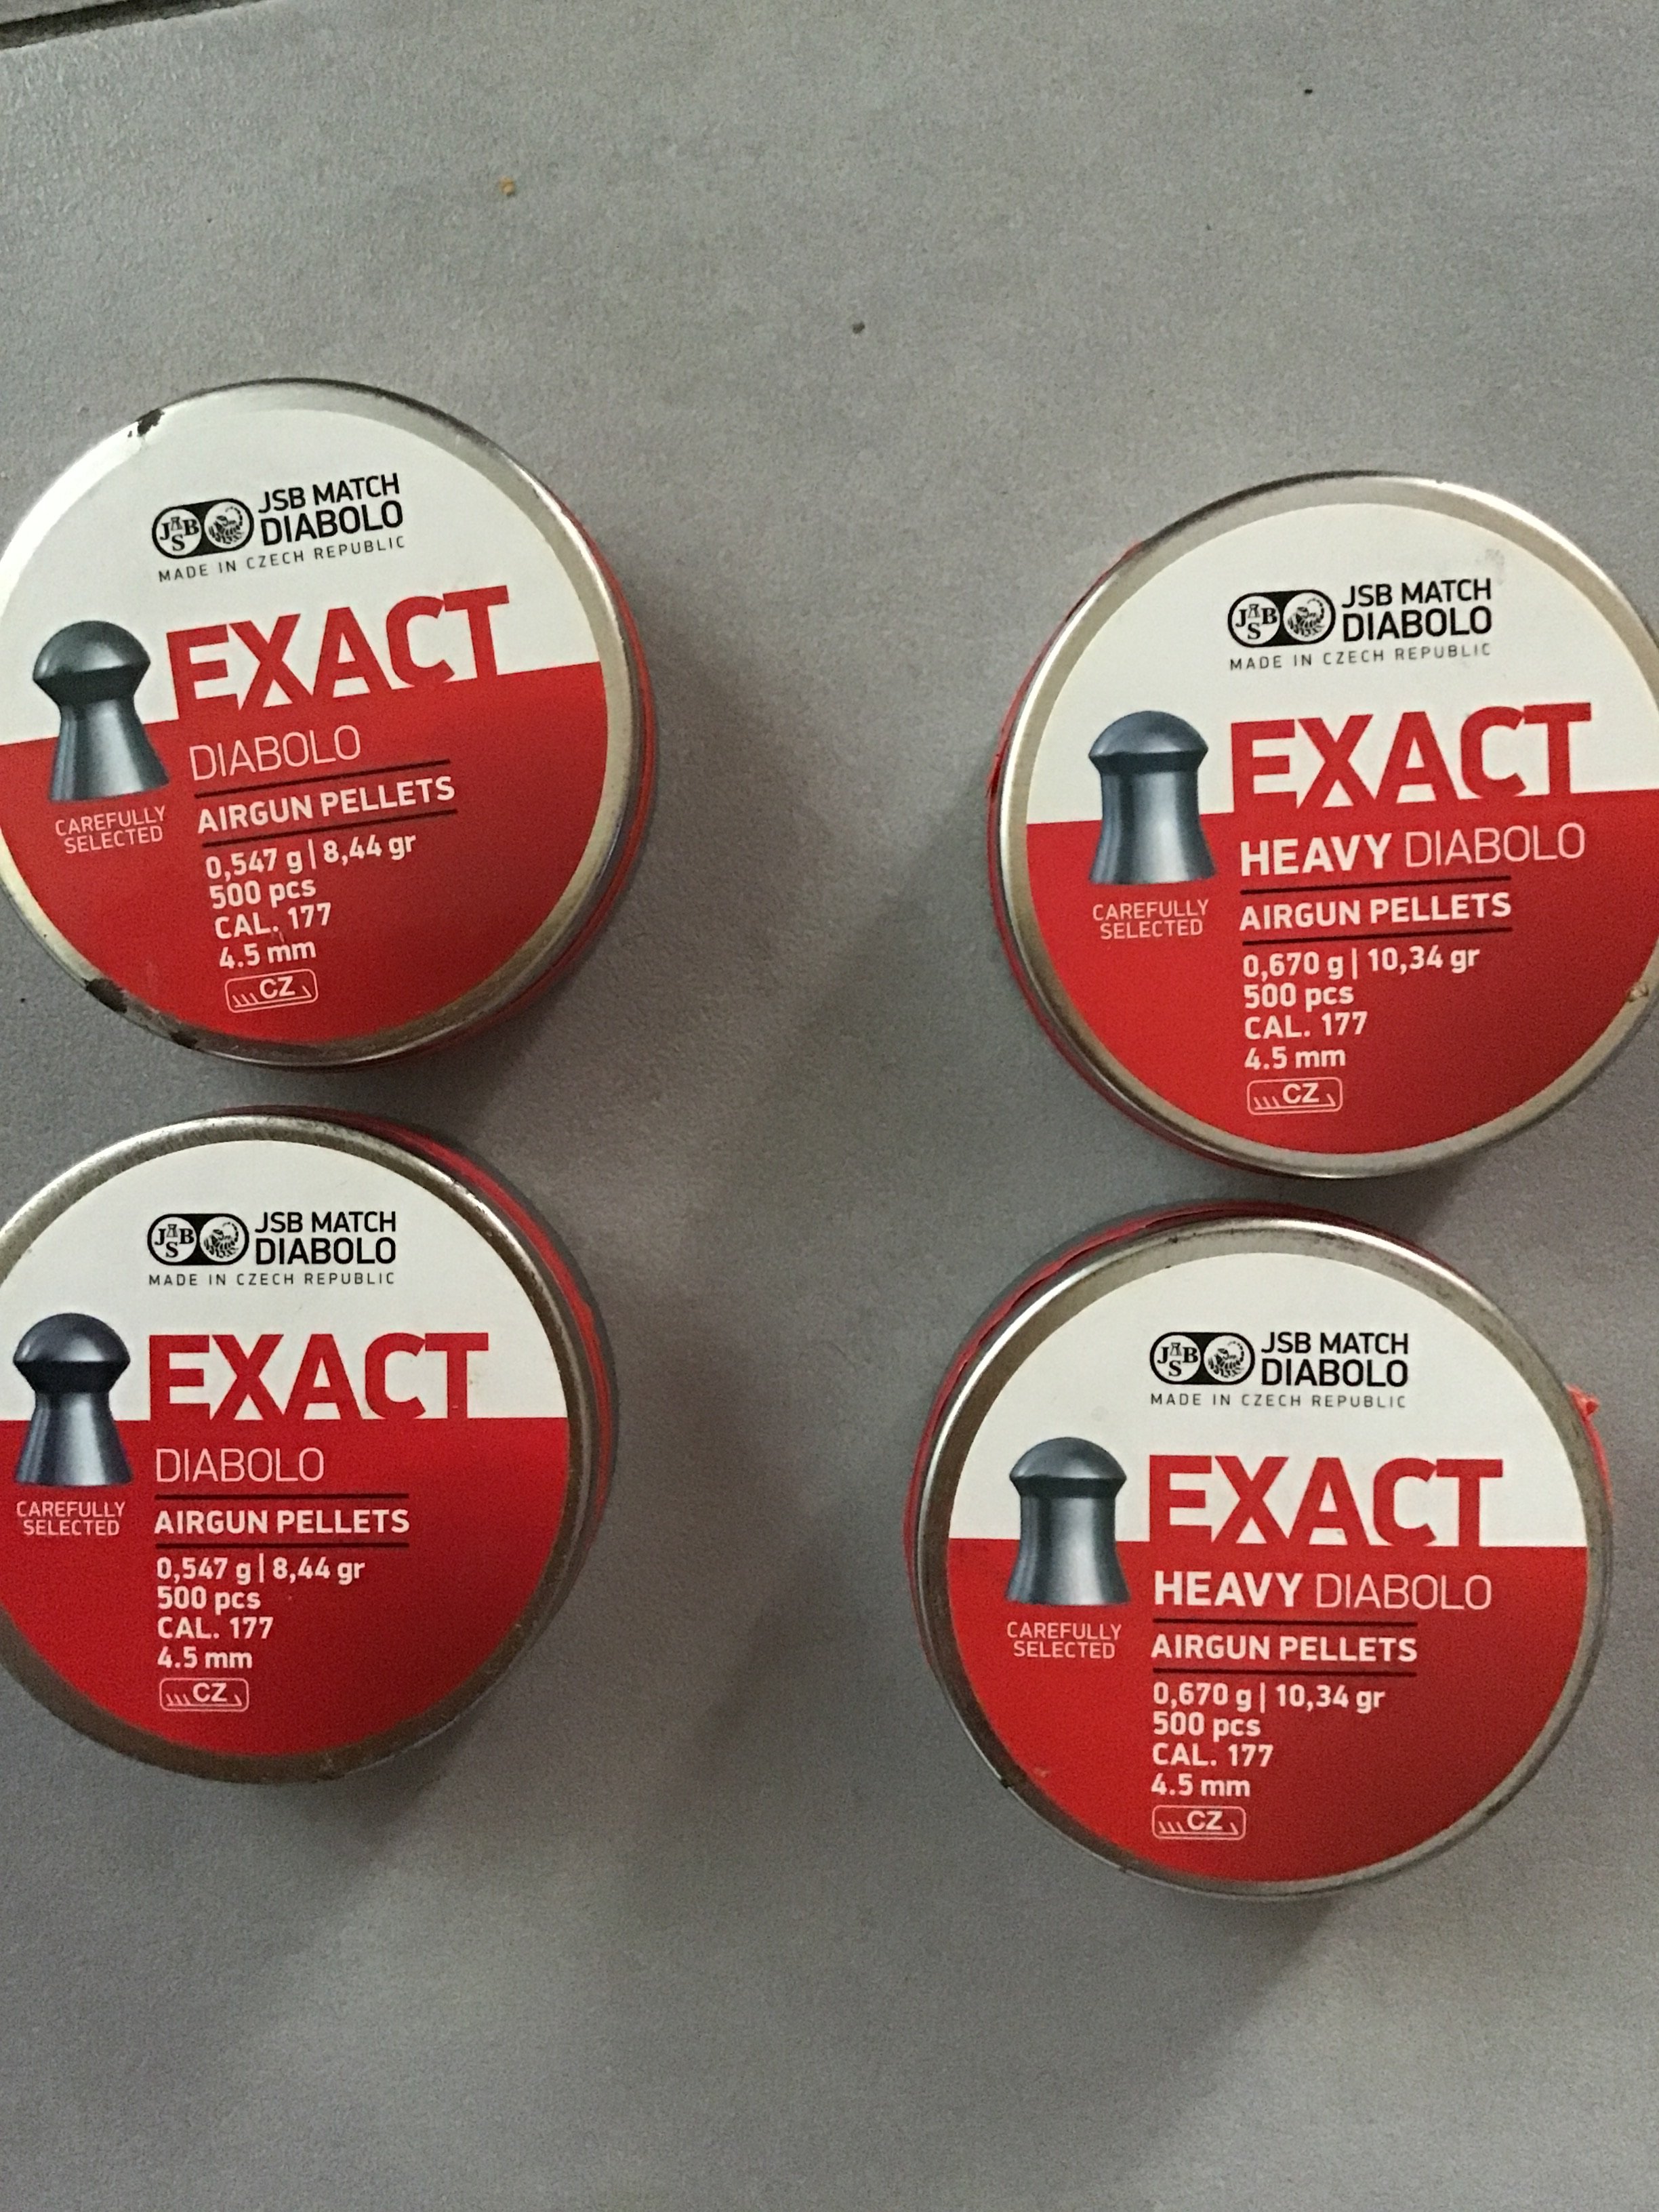 JSB
JSB MATCH
DIABOLO
MADE IN CZECH REPUBLIC
EXACT
DIABOLO
AIRGUN PELLETS
CAREFULLY
SELECTED
0,547 g | 8,44 gr
500 pcs
CAL. 177
4.5 mm
CZ
JSB
JSB MATCH
DIABOLO
MADE IN CZECH REPUBLIC
EXACT
HEAVY DIABOLO
AIRGUN PELLETS
CAREFULLY
SELECTED
0,670 g | 10,34 gr
500 pcs
CAL. 177
4.5 mm
CZ
JSB
JSB MATCH
DIABOLO
MADE IN CZECH REPUBLIC
EXACT
DIABOLO
AIRGUN PELLETS
CAREFULLY
SELECTED
0,547 g | 8,44 gr
500 pcs
CAL. 177
4.5 mm
CZ
JSB
JSB MATCH
DIABOLO
MADE IN CZECH REPUBLIC
EXACT
HEAVY DIABOLO
AIRGUN PELLETS
CAREFULLY
SELECTED
0,670 g | 10,34 gr
500 pcs
CAL. 177
4.5 mm
CZ